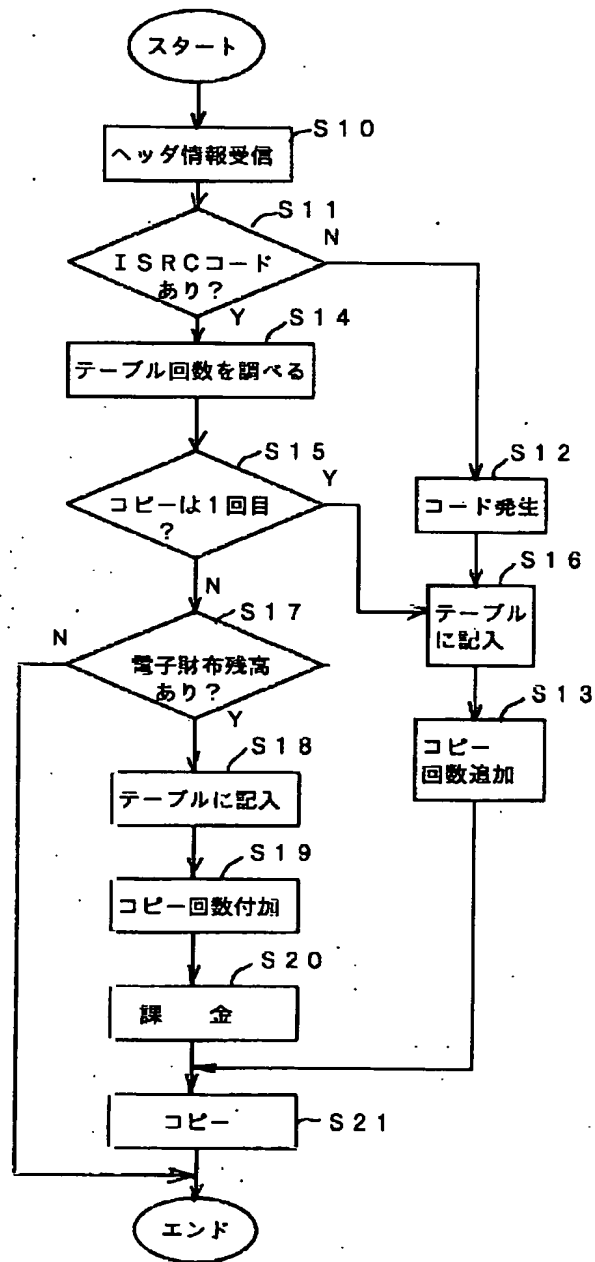 スタート
S10
ヘッダ情報受信
S11
N
ISRCコード
あり?
Y
S14
テーブル回数を調べる
S15
Y
コピーは1回目
?
S12
コード発生
S16
テーブル
に記入
N
S17
N
電子財布残高
あり?
Y
S13
コピー
回数追加
S18
テーブルに記入
S19
コピー回数付加
S20
課 金
コピー
S21
エンド